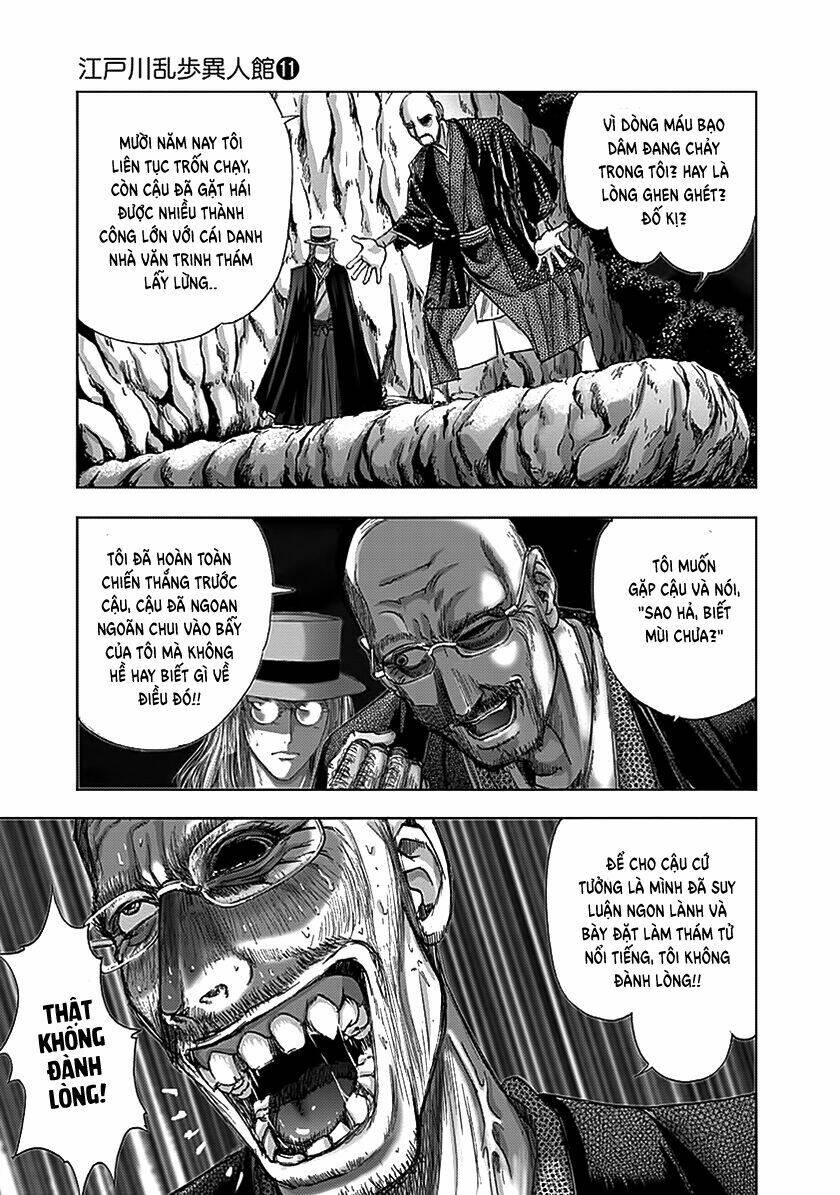 江戸川乱歩異人館⓫
VÌ DÒNG MÁU BẠO
DÂM ĐANG CHẢY
TRONG TÔI? HAY LÀ
LÒNG GHEN GHÉT?
ĐỐ KỊ?
MƯỜI NĂM NAY TÔI
LIÊN TỤC TRỐN CHẠY,
CÒN CẬU ĐÃ GẶT HÁI
ĐƯỢC NHIỀU THÀNH
CÔNG LỚN VỚI CÁI DANH
NHÀ VĂN TRINH THÁM
LẪY LỪNG..
TÔI MUỐN
GẶP CẬU VÀ NÓI,
"SAO HẢ, BIẾT
MÙI CHƯA?"
TÔI ĐÃ HOÀN TOÀN
CHIẾN THẮNG TRƯỚC
CẬU, CẬU ĐÃ NGOAN
NGOÃN CHUI VÀO BẪY
CỦA TÔI MÀ KHÔNG
HỀ HAY BIẾT GÌ VỀ
ĐIỀU ĐÓ!!
ĐỂ CHO CẬU CỨ
TƯỞNG LÀ MÌNH ĐÃ SUY
LUẬN NGON LÀNH VÀ
BÀY ĐẶT LÀM THÁM TỬ
NỔI TIẾNG, TÔI KHÔNG
ĐÀNH LÒNG!!
THẬT
KHÔNG
ĐÀNH
LÒNG!